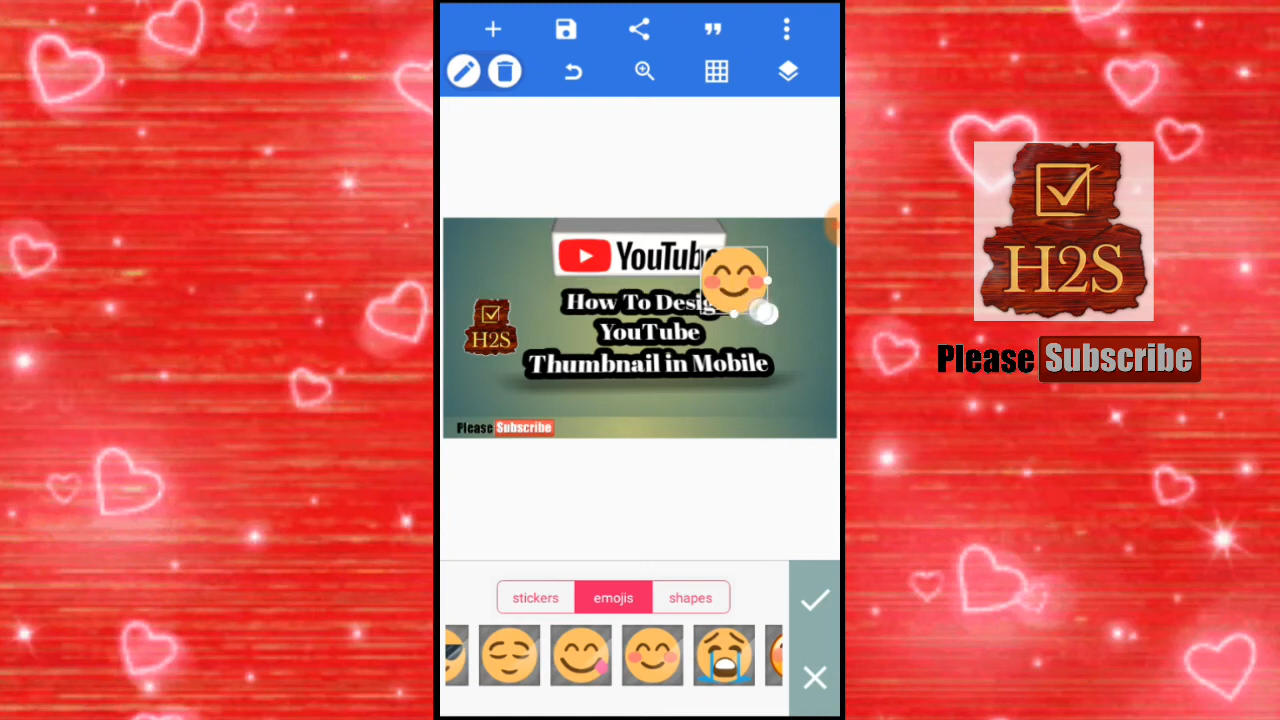 YouTube
How To Desig
YouTube
Thumbnail in Mobile
H2S
Please Subscribe
stickers
emojis
shapes
H2S
Please Subscribe